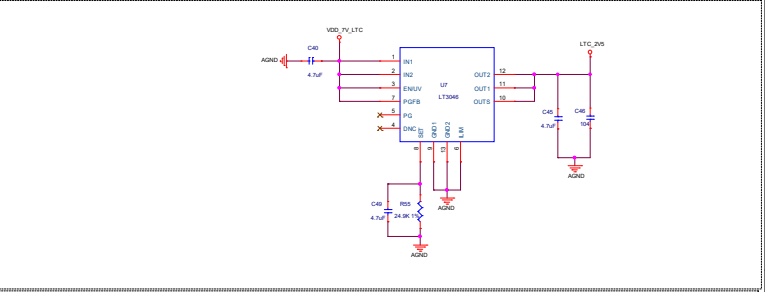 VDD_7V_LTC
C40
AGND
4.7uF
LTC_2V5
1
IN1
2
IN2
3
EN/UV
7
PGFB
5
PG
4
DNC
U7
LT3046
OUT2
12
OUT1
11
OUTS
10
SET
GND1
GND2
ILIM
8
9
13
6
C45
4.7uF
C46
104
AGND
C49
4.7uF
R55
24.9K 1%
AGND
AGND